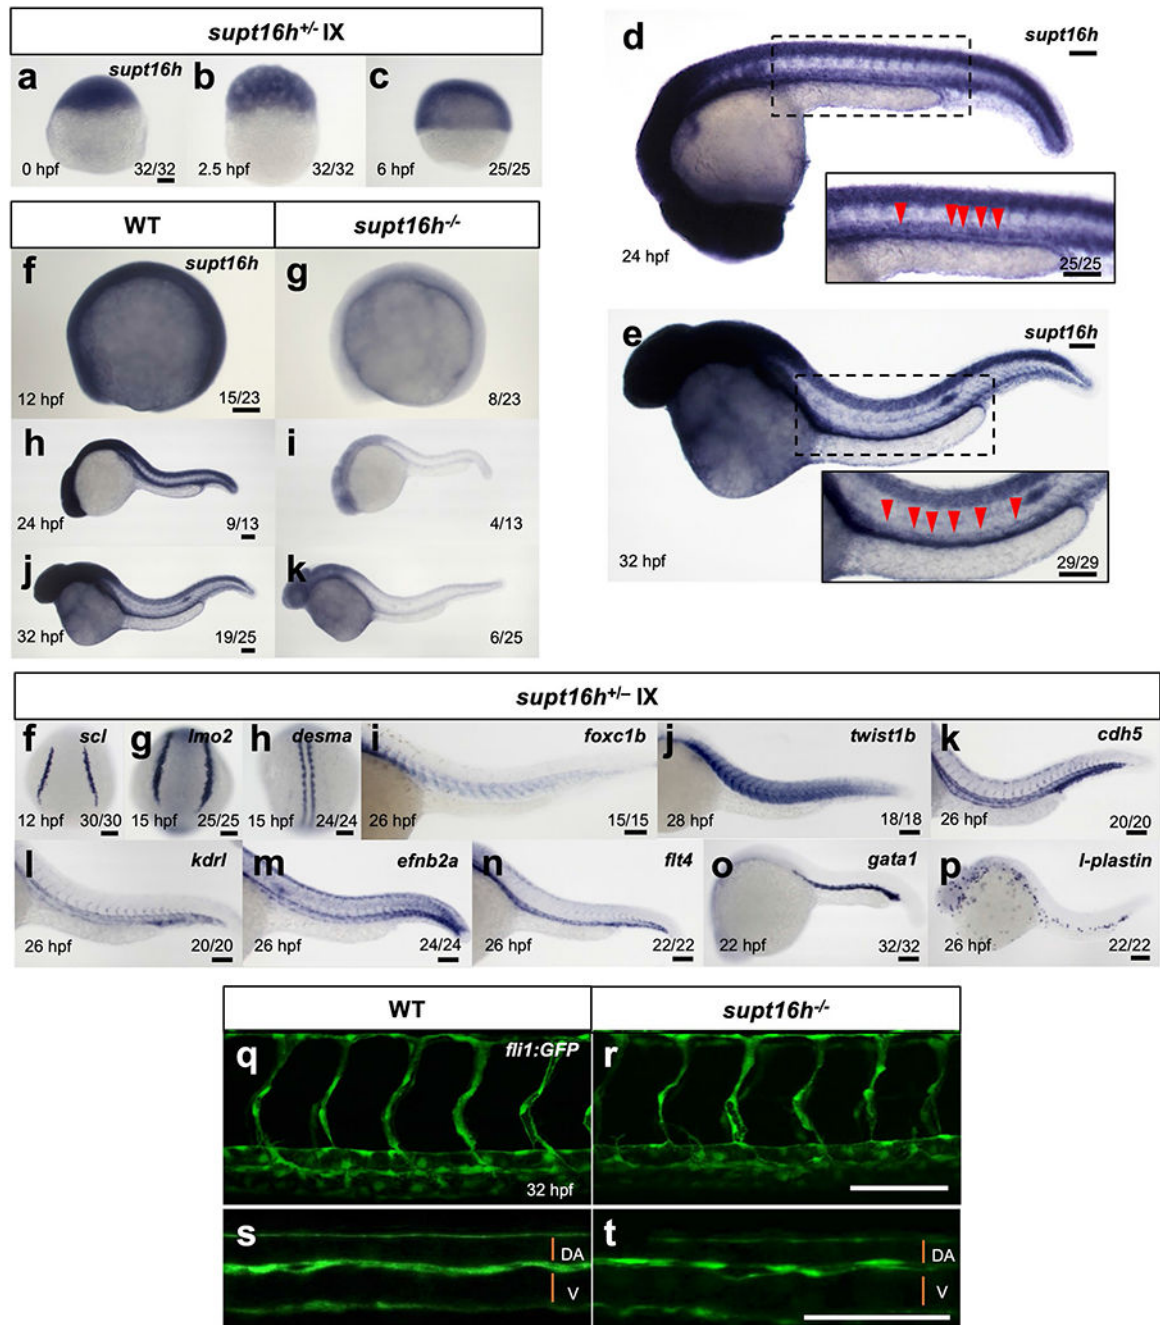 supt16h+/- IX
a
supt16h
0 hpf
32/32
b
2.5 hpf
32/32
c
6 hpf
25/25
d
supt16h
24 hpf
25/25
e
supt16h
32 hpf
29/29
WT
supt16h-/-
f
supt16h
12 hpf
15/23
g
8/23
h
24 hpf
9/13
i
4/13
j
32 hpf
19/25
k
6/25
supt16h+/– IX
f
scl
12 hpf
30/30
g
lmo2
15 hpf
25/25
h
desma
15 hpf
24/24
i
foxc1b
26 hpf
15/15
j
twist1b
28 hpf
18/18
k
cdh5
26 hpf
20/20
l
kdrl
26 hpf
20/20
m
efnb2a
26 hpf
24/24
n
flt4
26 hpf
22/22
o
gata1
22 hpf
32/32
p
l-plastin
26 hpf
22/22
WT
supt16h-/-
q
fli1:GFP
32 hpf
r
s
DA
V
t
DA
V